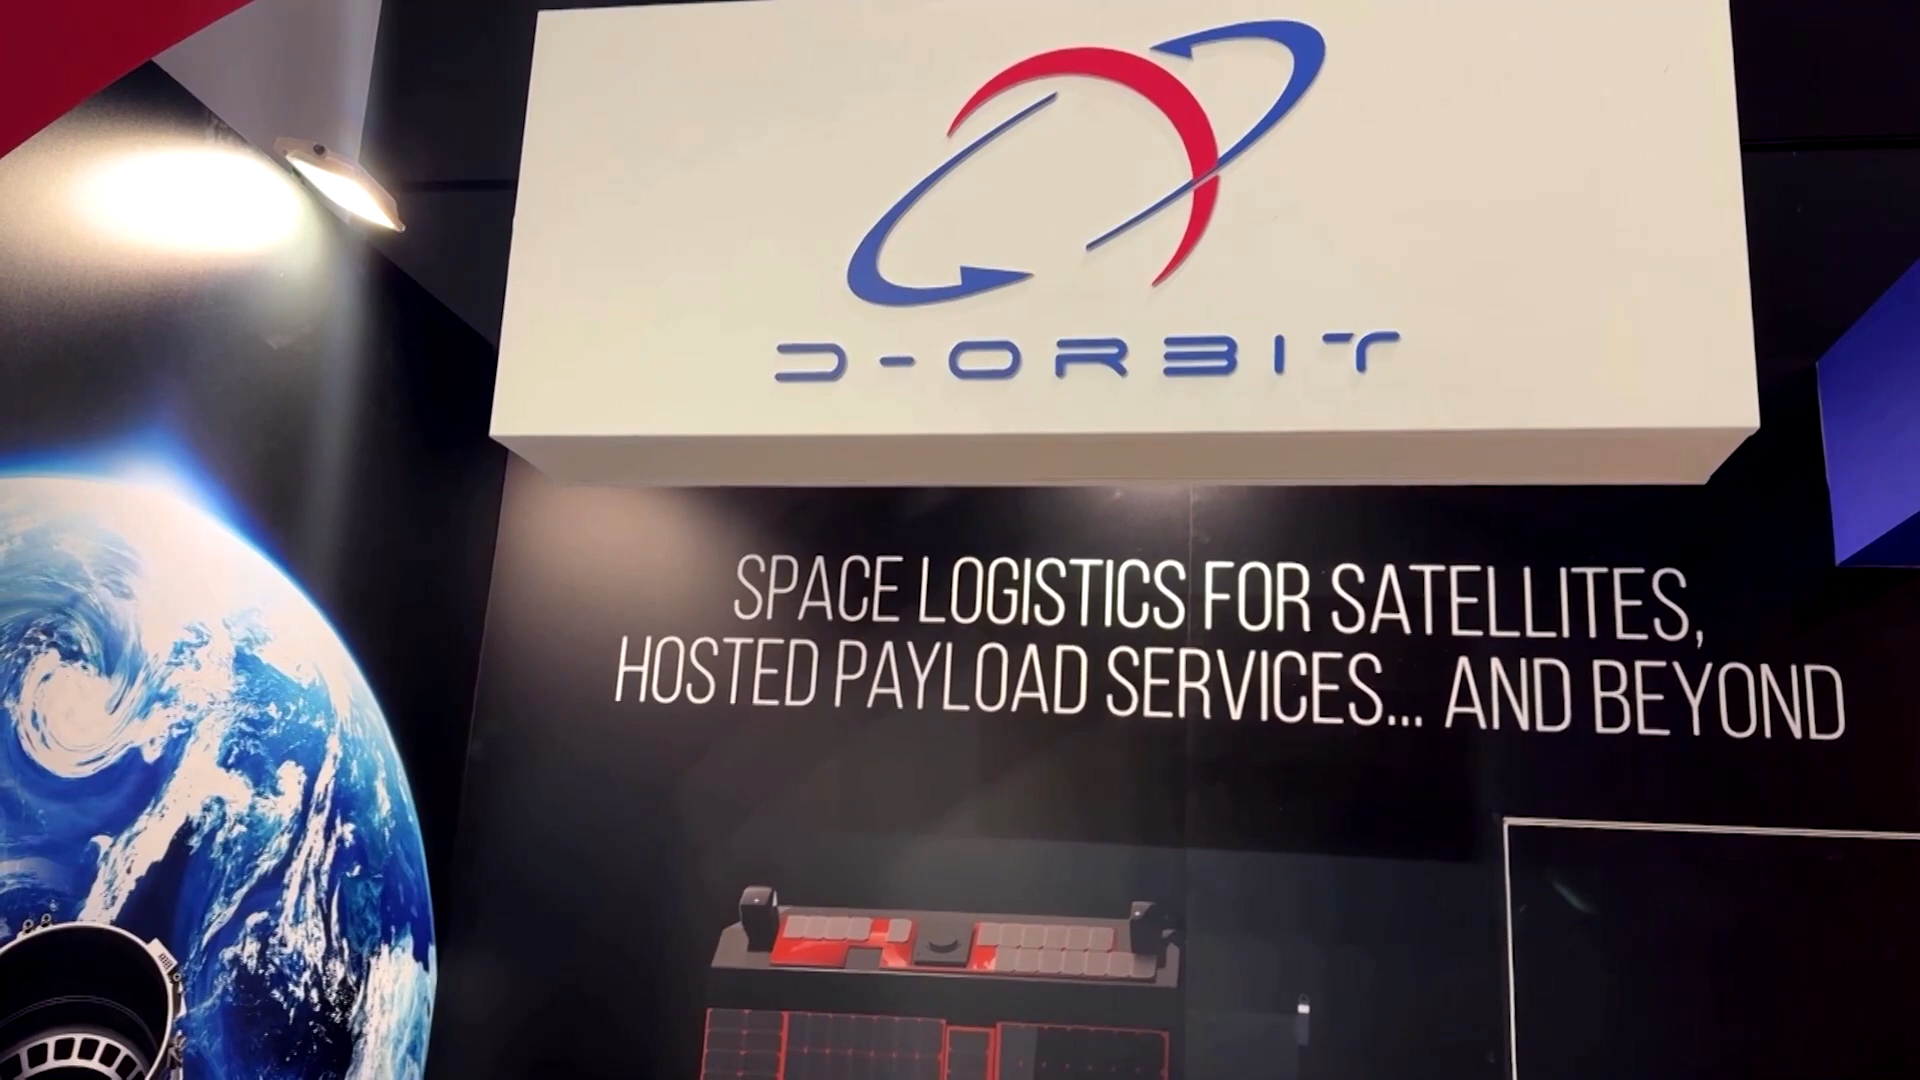 D-ORBIT
SPACE LOGISTICS FOR SATELLITES,
HOSTED PAYLOAD SERVICES... AND BEYOND